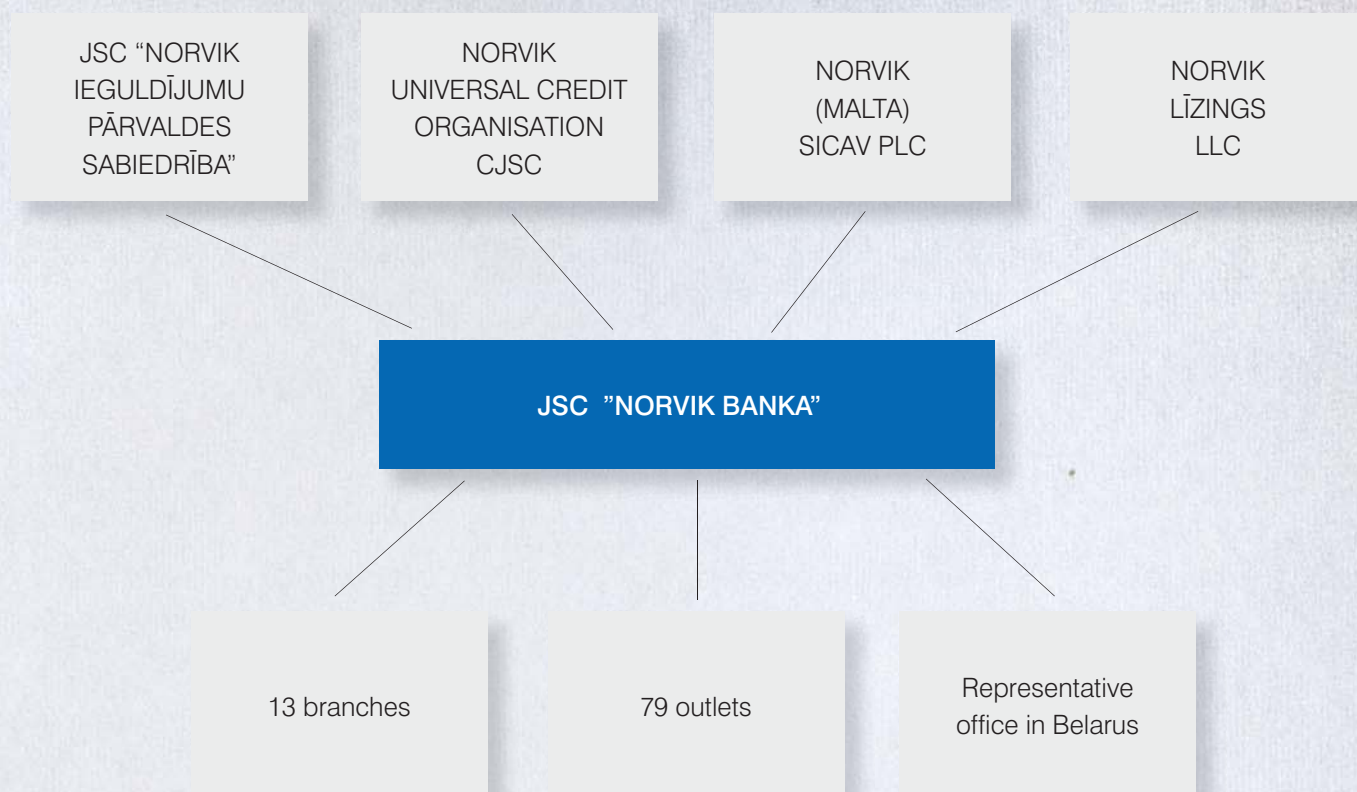 JSC “NORVIK
IEGULDĪJUMU
PĀRVALDES
SABIEDRĪBA”
NORVIK
UNIVERSAL CREDIT
ORGANISATION
CJSC
NORVIK
(MALTA)
SICAV PLC
NORVIK
LĪZINGS
LLC
JSC ”NORVIK BANKA”
13 branches
79 outlets
Representative
office in Belarus